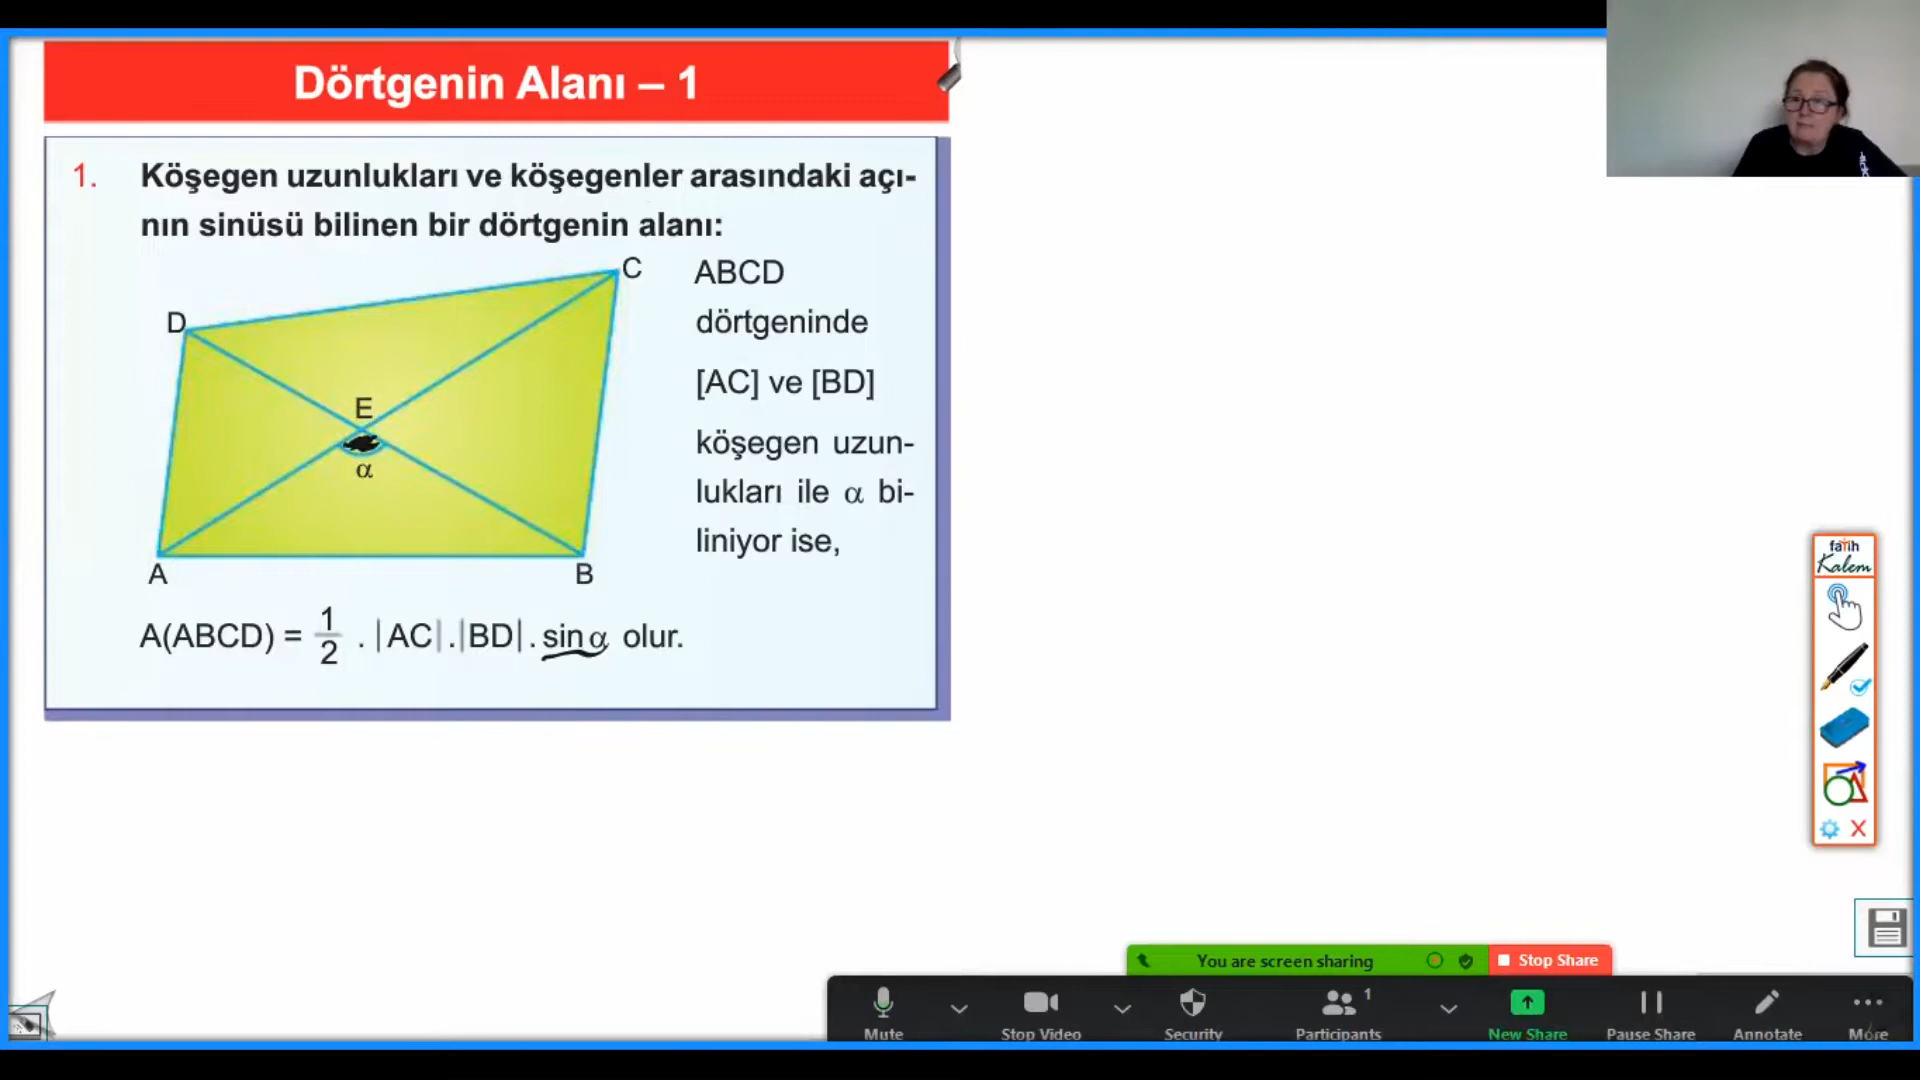 Dörtgenin Alanı – 1
1. Köşegen uzunlukları ve köşegenler arasındaki açı-
nın sinüsü bilinen bir dörtgenin alanı:
C
D
E
α
A
B
ABCD
dörtgeninde
[AC] ve [BD]
köşegen uzun-
lukları ile α bi-
liniyor ise,
A(ABCD) = 1/2 . |AC|.|BD|. sin α olur.
fatih
Kalem
You are screen sharing
Stop Share
1
Mute
Stop Video
Security
Participants
New Share
Pause Share
Annotate
More